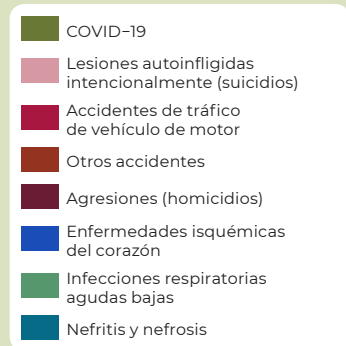 COVID-19
Lesiones autoinfligidas
intencionalmente (suicidios)
Accidentes de tráfico
de vehículo de motor
Otros accidentes
Agresiones (homicidios)
Enfermedades isquémicas
del corazón
Infecciones respiratorias
agudas bajas
Nefritis y nefrosis